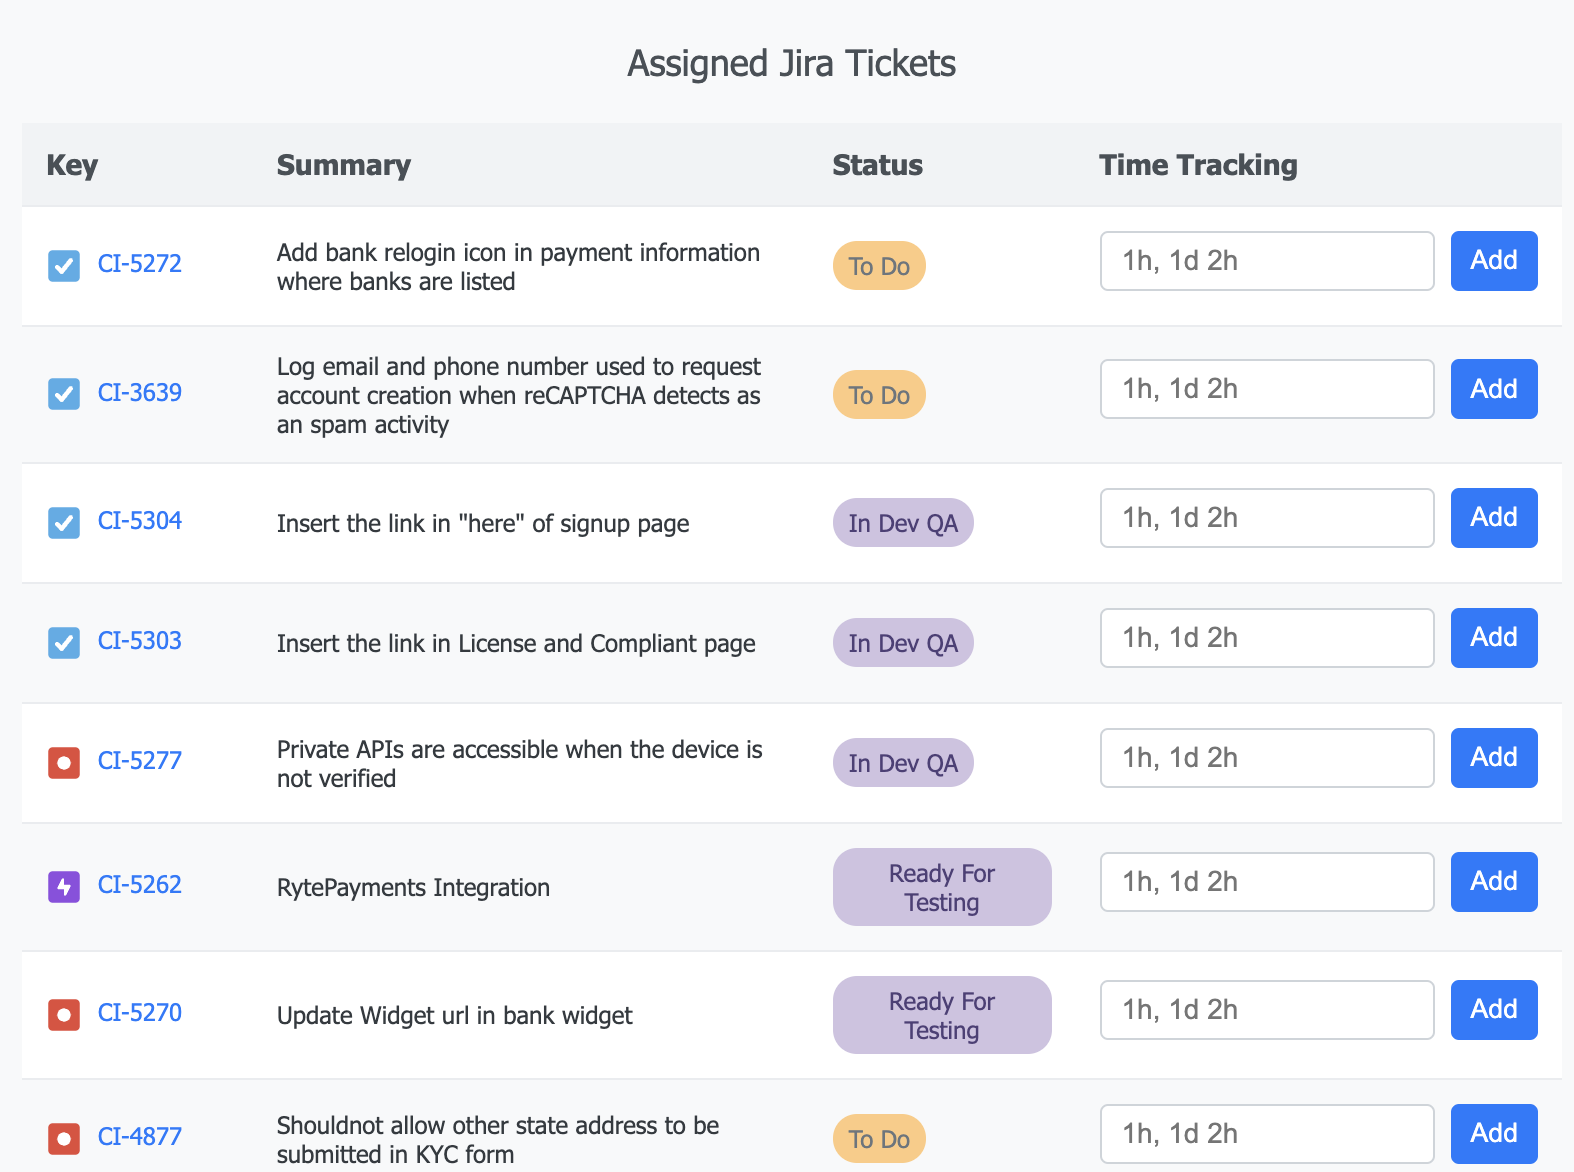 Assigned Jira Tickets
Key Summary Status Time Tracking
CI-5272 Add bank relogin icon in payment information where banks are listed To Do 1h, 1d 2h Add
CI-3639 Log email and phone number used to request account creation when reCAPTCHA detects as an spam activity To Do 1h, 1d 2h Add
CI-5304 Insert the link in "here" of signup page In Dev QA 1h, 1d 2h Add
CI-5303 Insert the link in License and Compliant page In Dev QA 1h, 1d 2h Add
CI-5277 Private APIs are accessible when the device is not verified In Dev QA 1h, 1d 2h Add
CI-5262 RytePayments Integration Ready For Testing 1h, 1d 2h Add
CI-5270 Update Widget url in bank widget Ready For Testing 1h, 1d 2h Add
CI-4877 Shouldnot allow other state address to be submitted in KYC form To Do 1h, 1d 2h Add